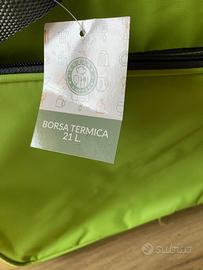 BORSA TERMICA
21 L.
subito